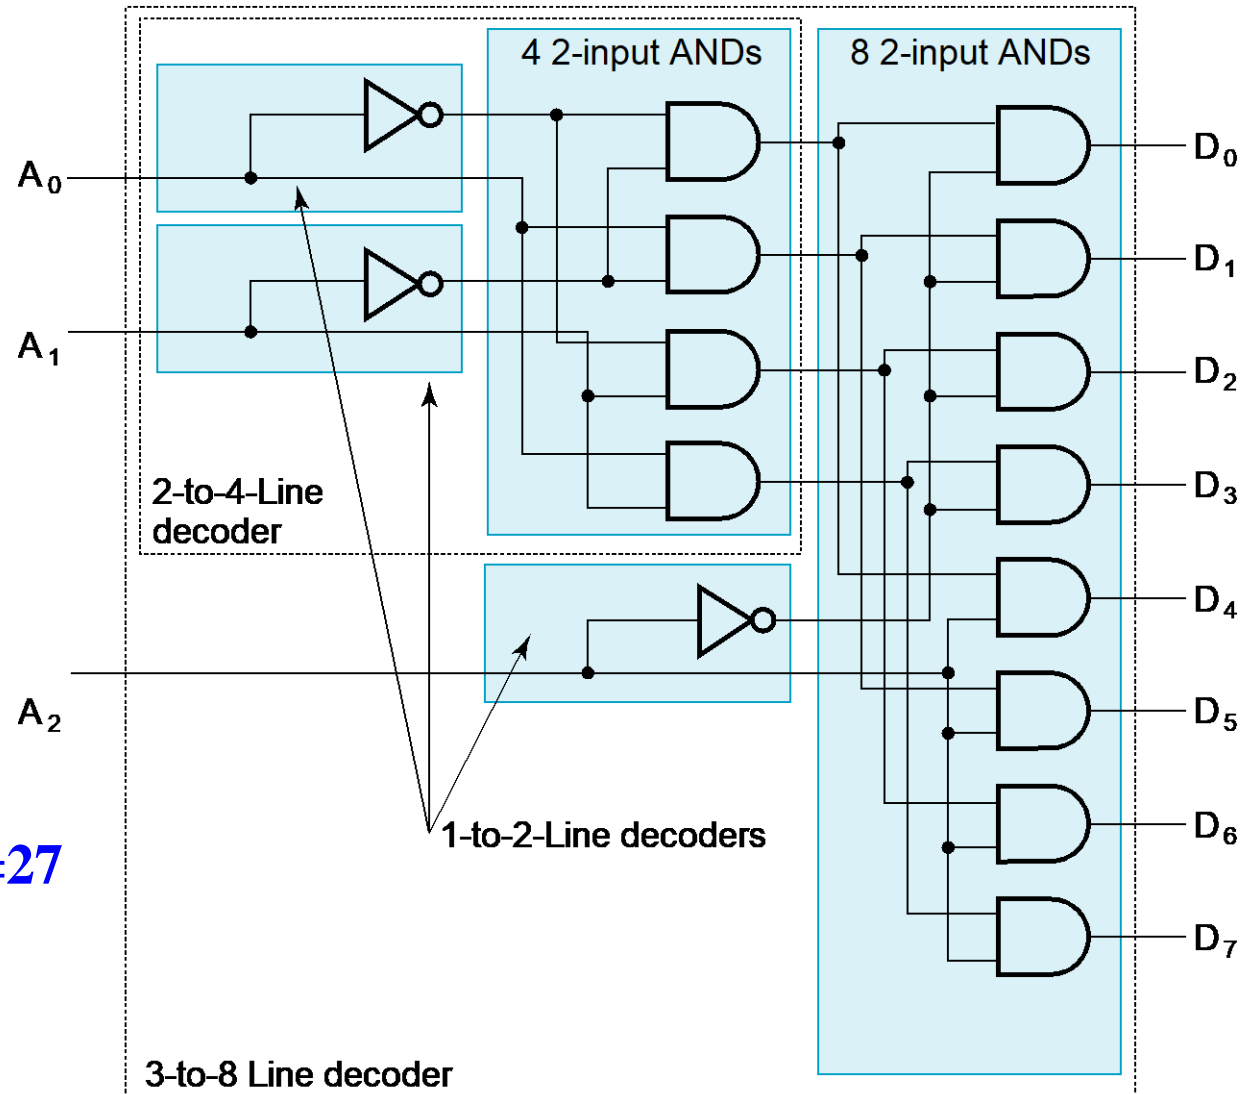 4 2-input ANDs
8 2-input ANDs
A0
A1
A2
2-to-4-Line
decoder
1-to-2-Line decoders
=27
3-to-8 Line decoder
D0
D1
D2
D3
D4
D5
D6
D7